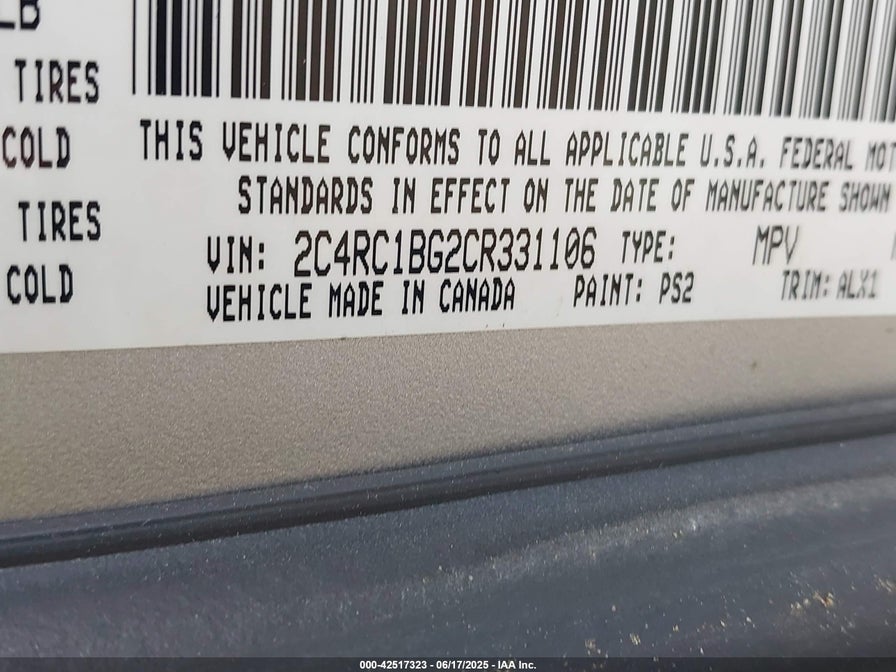 LB
TIRES
COLD
TIRES
COLD
THIS VEHICLE CONFORMS TO ALL APPLICABLE U.S.A. FEDERAL MOT
STANDARDS IN EFFECT ON THE DATE OF MANUFACTURE SHOWN
VIN: 2C4RC1BG2CR331106 TYPE: MPV
VEHICLE MADE IN CANADA PAINT: PS2 TRIM: ALX1
000-42517323 - 06/17/2025 - IAA Inc.